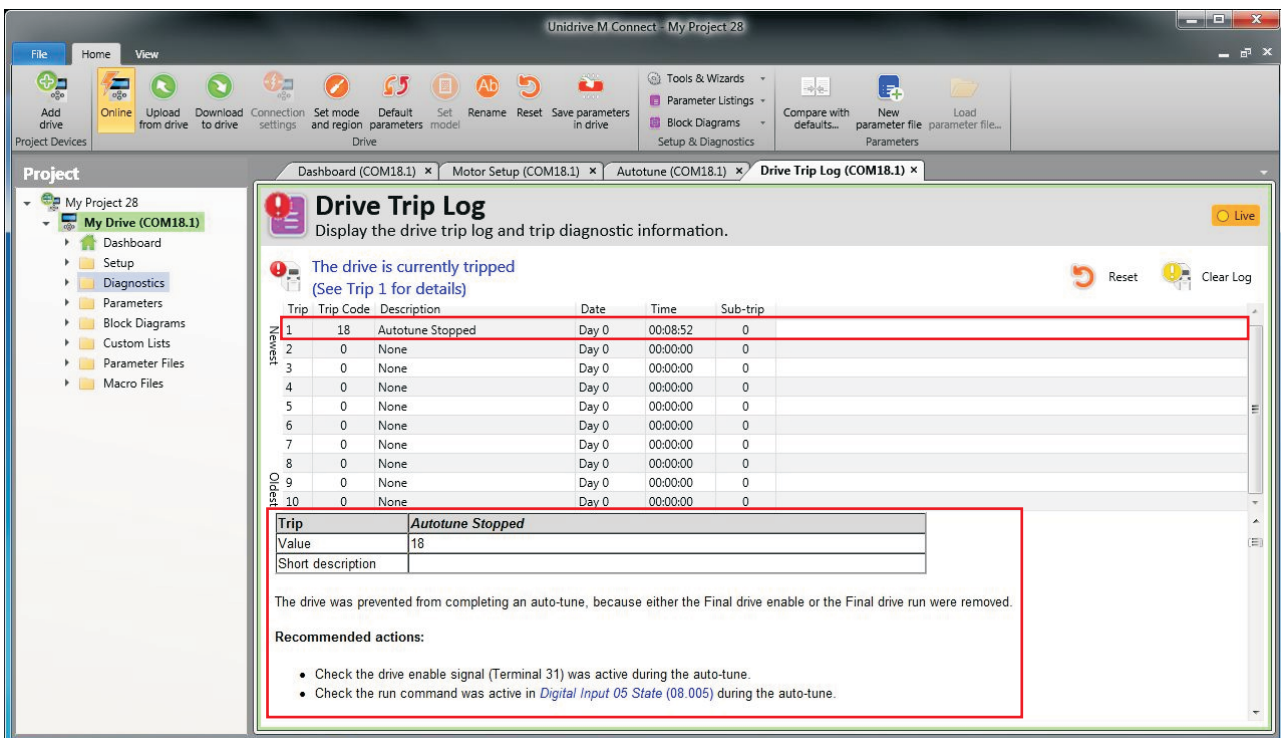 Unidrive M Connect - My Project 28
File Home View
Add drive
Online
Upload from drive
Download to drive
Connection settings
Set mode and region
Default parameters
Set model
Rename
Reset
Save parameters in drive
Tools & Wizards
Parameter Listings
Block Diagrams
Compare with defaults...
New parameter file
Load parameter file...
Project Devices Drive Setup & Diagnostics Parameters
Project
My Project 28
My Drive (COM18.1)
Dashboard
Setup
Diagnostics
Parameters
Block Diagrams
Custom Lists
Parameter Files
Macro Files
Dashboard (COM18.1) × Motor Setup (COM18.1) × Autotune (COM18.1) × Drive Trip Log (COM18.1) ×
Drive Trip Log
Display the drive trip log and trip diagnostic information.
Live
The drive is currently tripped
(See Trip 1 for details)
Reset Clear Log
Trip Trip Code Description Date Time Sub-trip
Newest
1 18 Autotune Stopped Day 0 00:08:52 0
2 0 None Day 0 00:00:00 0
3 0 None Day 0 00:00:00 0
4 0 None Day 0 00:00:00 0
5 0 None Day 0 00:00:00 0
6 0 None Day 0 00:00:00 0
7 0 None Day 0 00:00:00 0
8 0 None Day 0 00:00:00 0
9 0 None Day 0 00:00:00 0
10 0 None Day 0 00:00:00 0
Oldest
Trip Autotune Stopped
Value 18
Short description
The drive was prevented from completing an auto-tune, because either the Final drive enable or the Final drive run were removed.
Recommended actions:
• Check the drive enable signal (Terminal 31) was active during the auto-tune.
• Check the run command was active in Digital Input 05 State (08.005) during the auto-tune.